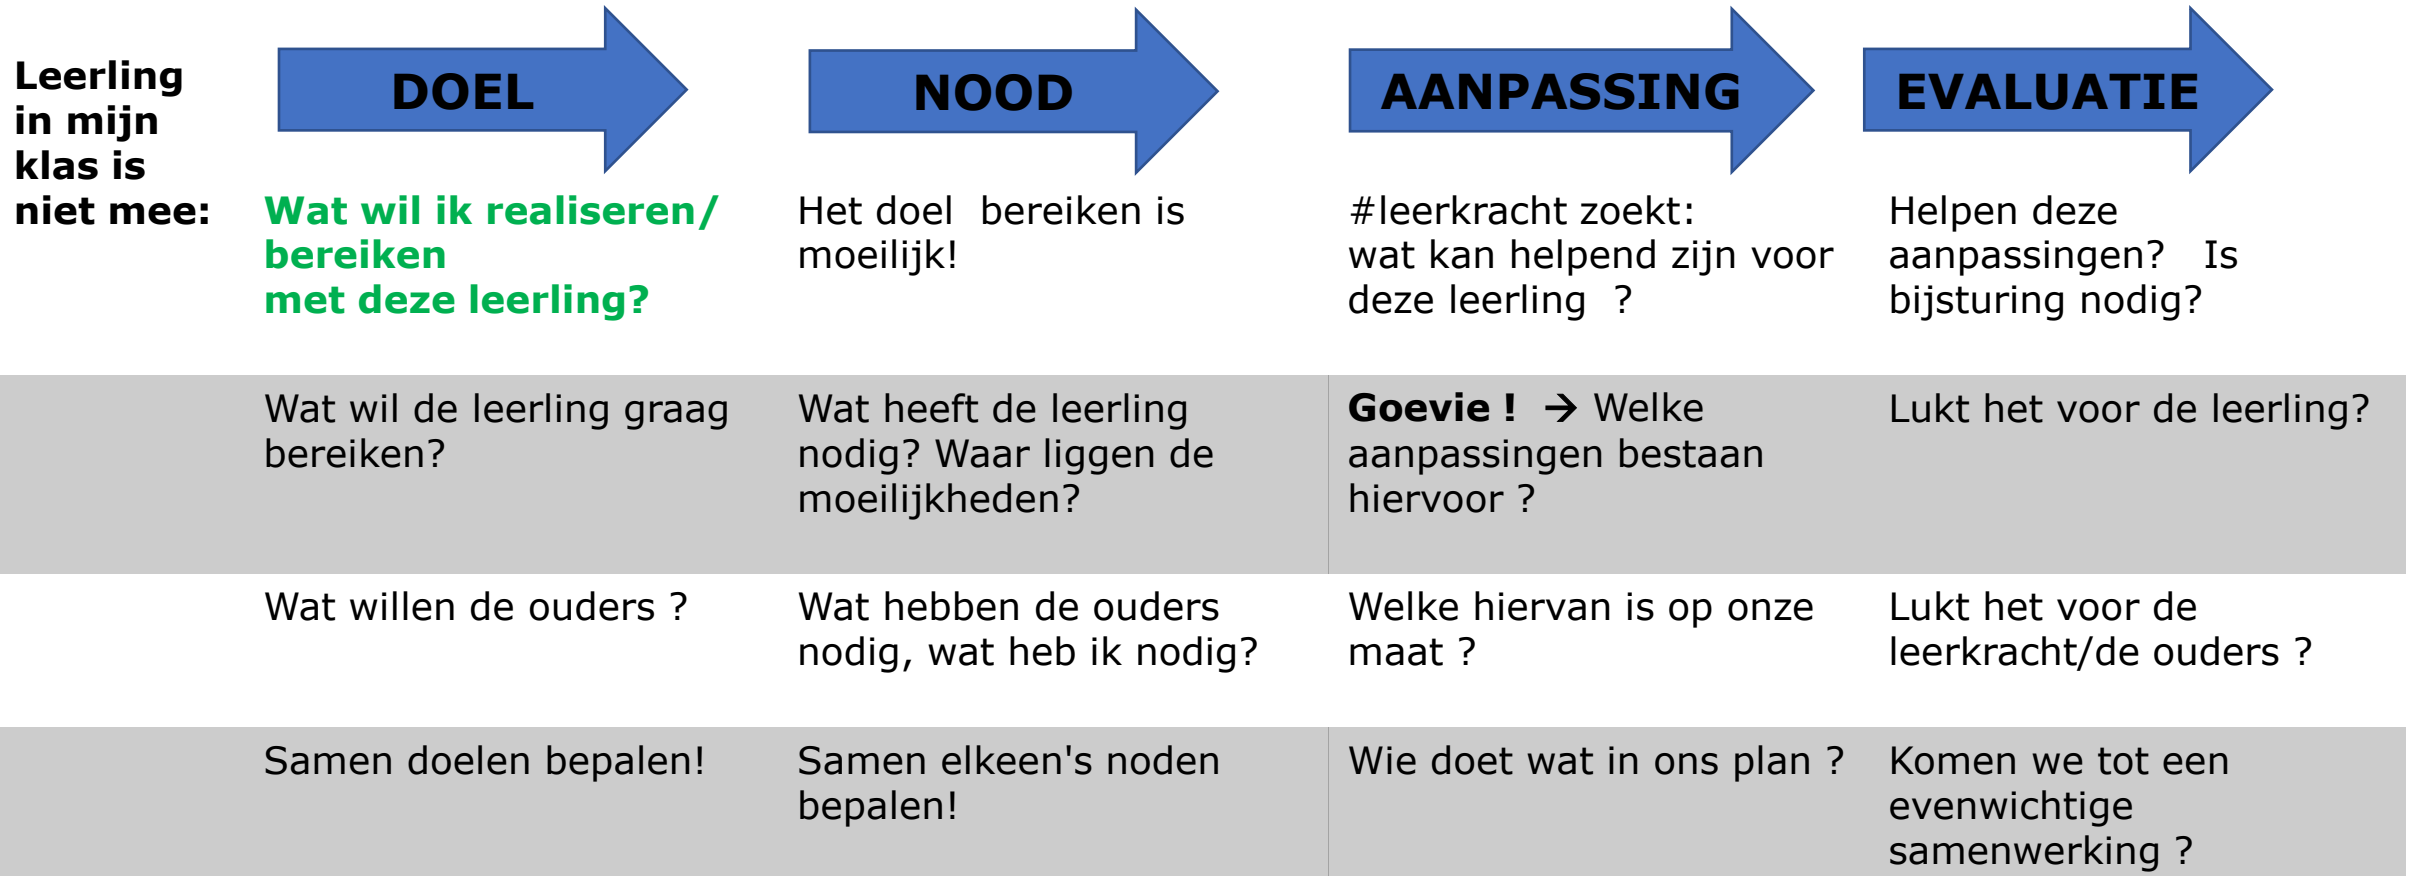 Leerling
in mijn
klas is
niet mee:
DOEL
NOOD
AANPASSING
EVALUATIE
Wat wil ik realiseren/
bereiken
met deze leerling?
Het doel  bereiken is
moeilijk!
#leerkracht zoekt:
wat kan helpend zijn voor
deze leerling  ?
Helpen deze
aanpassingen?   Is
bijsturing nodig?
Wat wil de leerling graag
bereiken?
Wat heeft de leerling
nodig? Waar liggen de
moeilijkheden?
Goevie !  → Welke
aanpassingen bestaan
hiervoor ?
Lukt het voor de leerling?
Wat willen de ouders ?
Wat hebben de ouders
nodig, wat heb ik nodig?
Welke hiervan is op onze
maat ?
Lukt het voor de
leerkracht/de ouders ?
Samen doelen bepalen!
Samen elkeen's noden
bepalen!
Wie doet wat in ons plan ?
Komen we tot een
evenwichtige
samenwerking ?